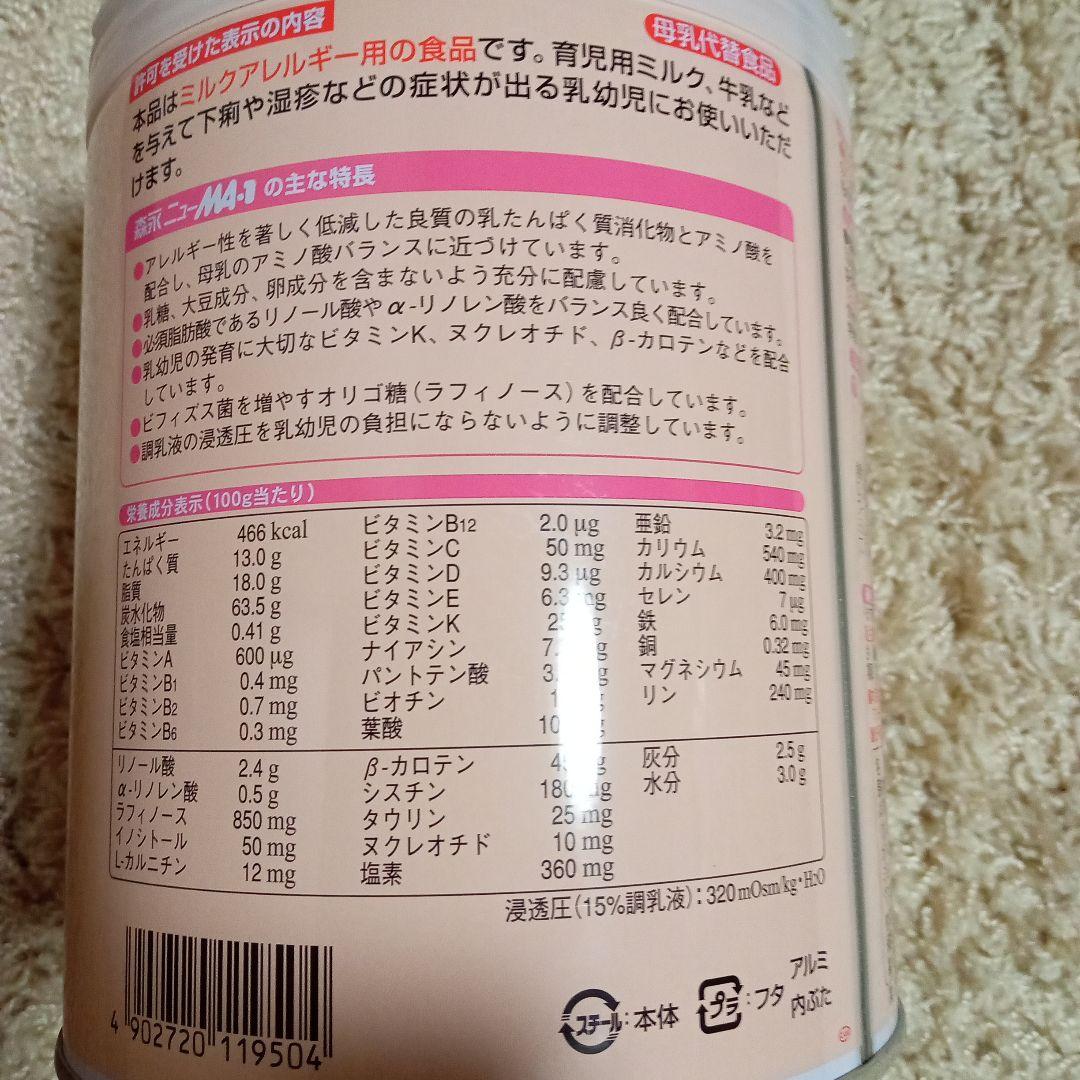 許可を受けた表示の内容
母乳代替食品
本品はミルクアレルギー用の食品です。育児用ミルク、牛乳など
を与えて下痢や湿疹などの症状が出る乳幼児にお使いいただ
けます。
森永ニューMA-1の主な特長
●アレルギー性を著しく低減した良質の乳たんぱく質消化物とアミノ酸を
配合し、母乳のアミノ酸バランスに近づけています。
●乳糖、大豆成分、卵成分を含まないよう充分に配慮しています。
●必須脂肪酸であるリノール酸やα-リノレン酸をバランス良く配合しています。
●乳幼児の発育に大切なビタミンK、ヌクレオチド、β-カロテンなどを配合
しています。
●ビフィズス菌を増やすオリゴ糖(ラフィノース)を配合しています。
●調乳液の浸透圧を乳幼児の負担にならないように調整しています。
栄養成分表示(100g当たり)
エネルギー 466 kcal
たんぱく質 13.0 g
脂質 18.0 g
炭水化物 63.5 g
食塩相当量 0.41 g
ビタミンA 600 μg
ビタミンB1 0.4 mg
ビタミンB2 0.7 mg
ビタミンB6 0.3 mg
ビタミンB12 2.0 μg
ビタミンC 50 mg
ビタミンD 9.3 μg
ビタミンE 6.3 mg
ビタミンK
ナイアシン
パントテン酸
ビオチン
葉酸
亜鉛 3.2 mg
カリウム 540 mg
カルシウム 400 mg
セレン 7 μg
鉄 6.0 mg
銅 0.32 mg
マグネシウム 45 mg
リン 240 mg
リノール酸 2.4 g
α-リノレン酸 0.5 g
ラフィノース 850 mg
イノシトール 50 mg
L-カルニチン 12 mg
β-カロテン
シスチン
タウリン 25 mg
ヌクレオチド 10 mg
塩素 360 mg
灰分 2.5 g
水分 3.0 g
浸透圧(15%調乳液):320mOsm/kg・H2O
4 902720 119504
スチール:本体
プラ:フタ
アルミ
内ぶた